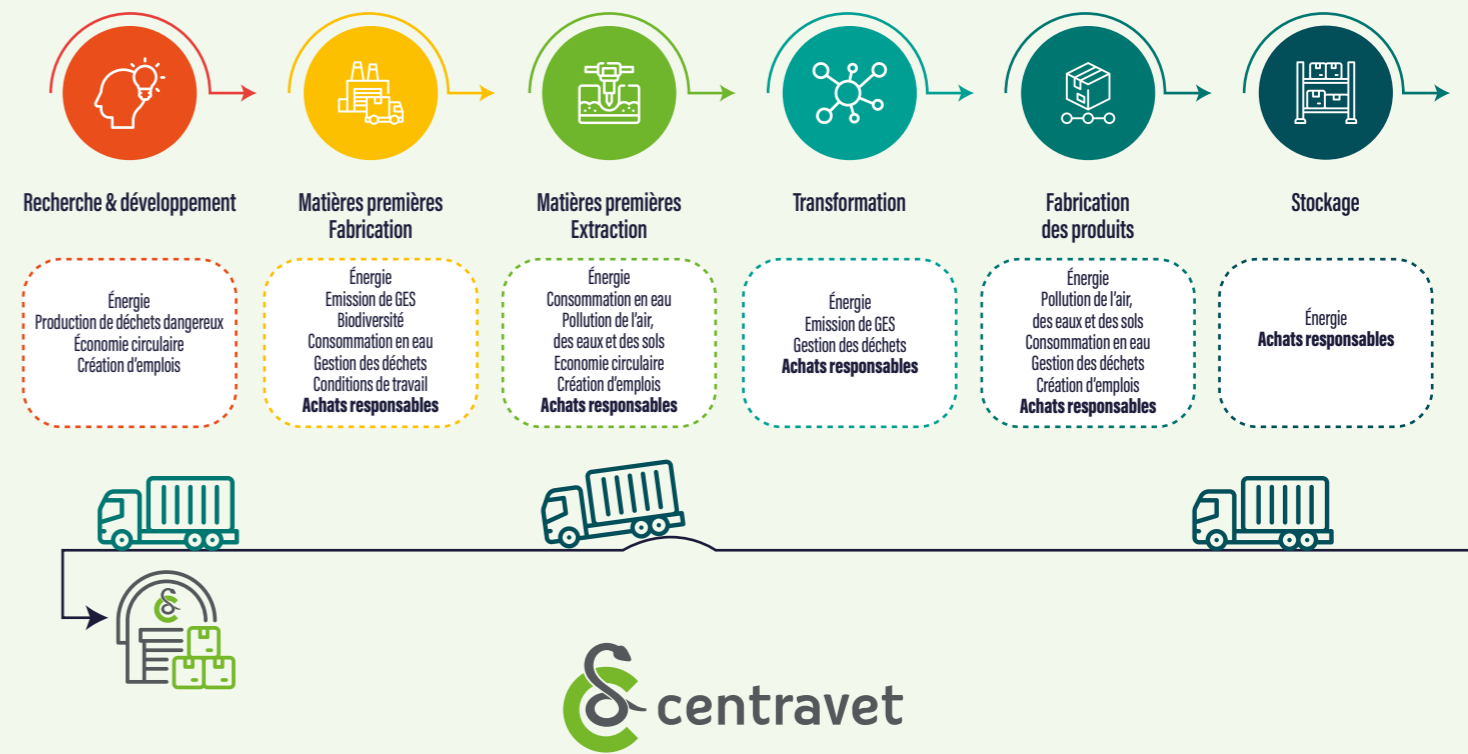 Recherche & développement
Énergie
Production de déchets dangereux
Économie circulaire
Création d'emplois
Matières premières
Fabrication
Énergie
Emission de GES
Biodiversité
Consommation en eau
Gestion des déchets
Conditions de travail
Achats responsables
Matières premières
Extraction
Énergie
Consommation en eau
Pollution de l'air,
des eaux et des sols
Economie circulaire
Création d'emplois
Achats responsables
Transformation
Énergie
Emission de GES
Gestion des déchets
Achats responsables
Fabrication
des produits
Énergie
Pollution de l'air,
des eaux et des sols
Consommation en eau
Gestion des déchets
Création d'emplois
Achats responsables
Stockage
Énergie
Achats responsables
centravet